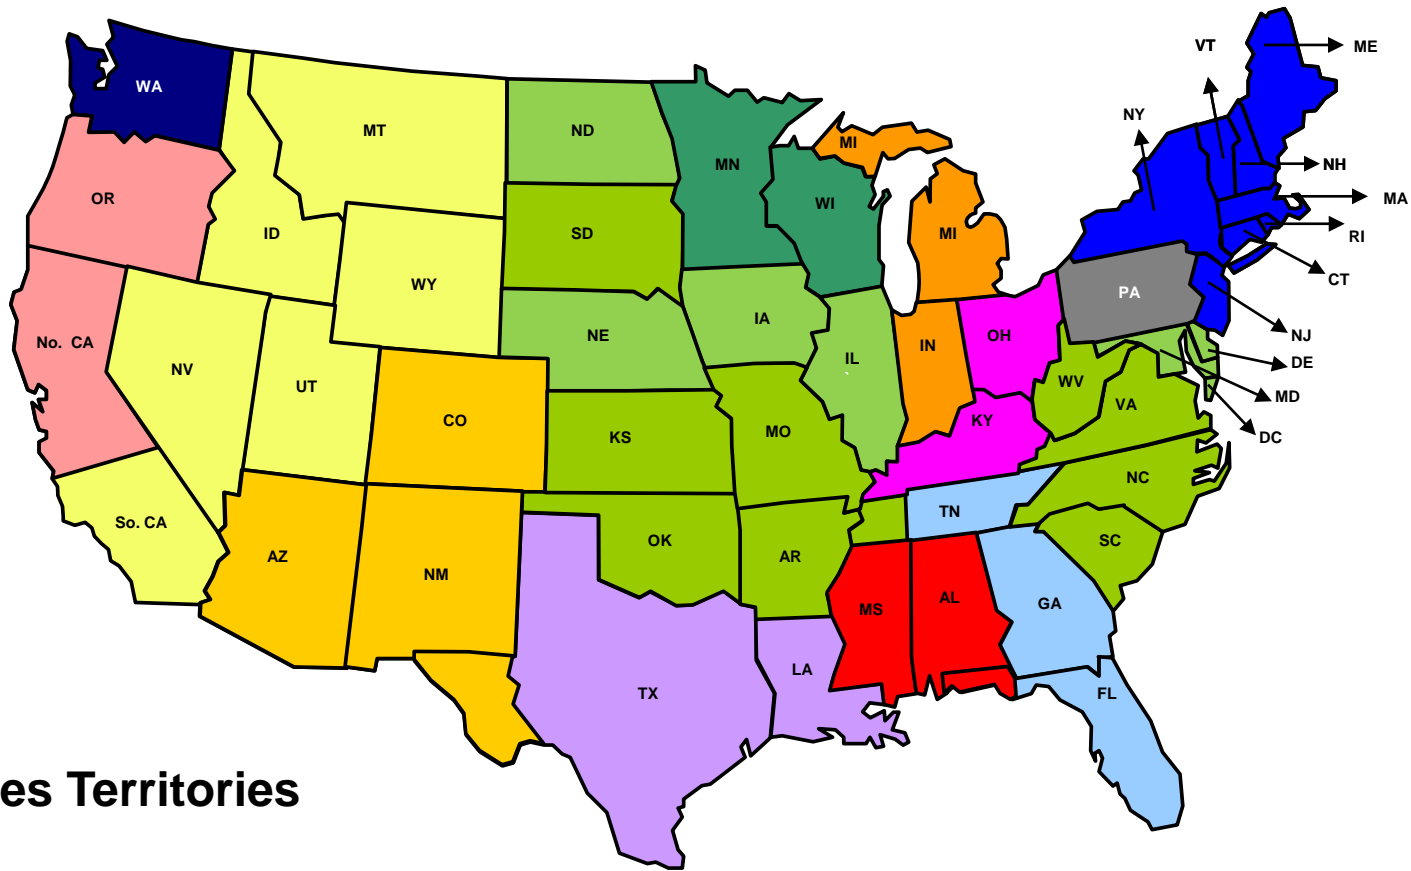 VT
ME
WA
NY
MT
ND
MI
MN
NH
OR
WI
MA
ID
SD
MI
RI
WY
CT
PA
IA
No. CA
NE
OH
NJ
IN
IL
DE
NV
UT
WV
MD
VA
CO
KY
KS
MO
DC
NC
TN
So. CA
OK
SC
AZ
AR
NM
AL
GA
MS
LA
TX
FL
es Territories